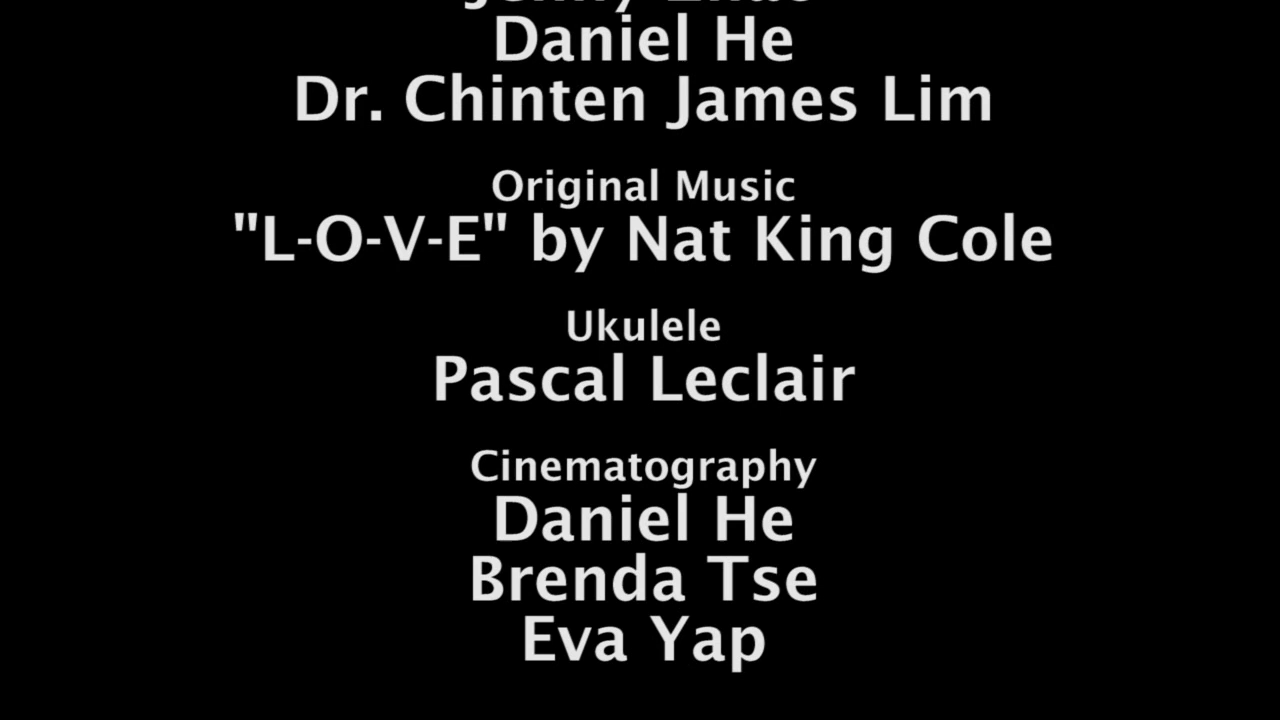 Daniel He
Dr. Chinten James Lim
Original Music
"L-O-V-E" by Nat King Cole
Ukulele
Pascal Leclair
Cinematography
Daniel He
Brenda Tse
Eva Yap